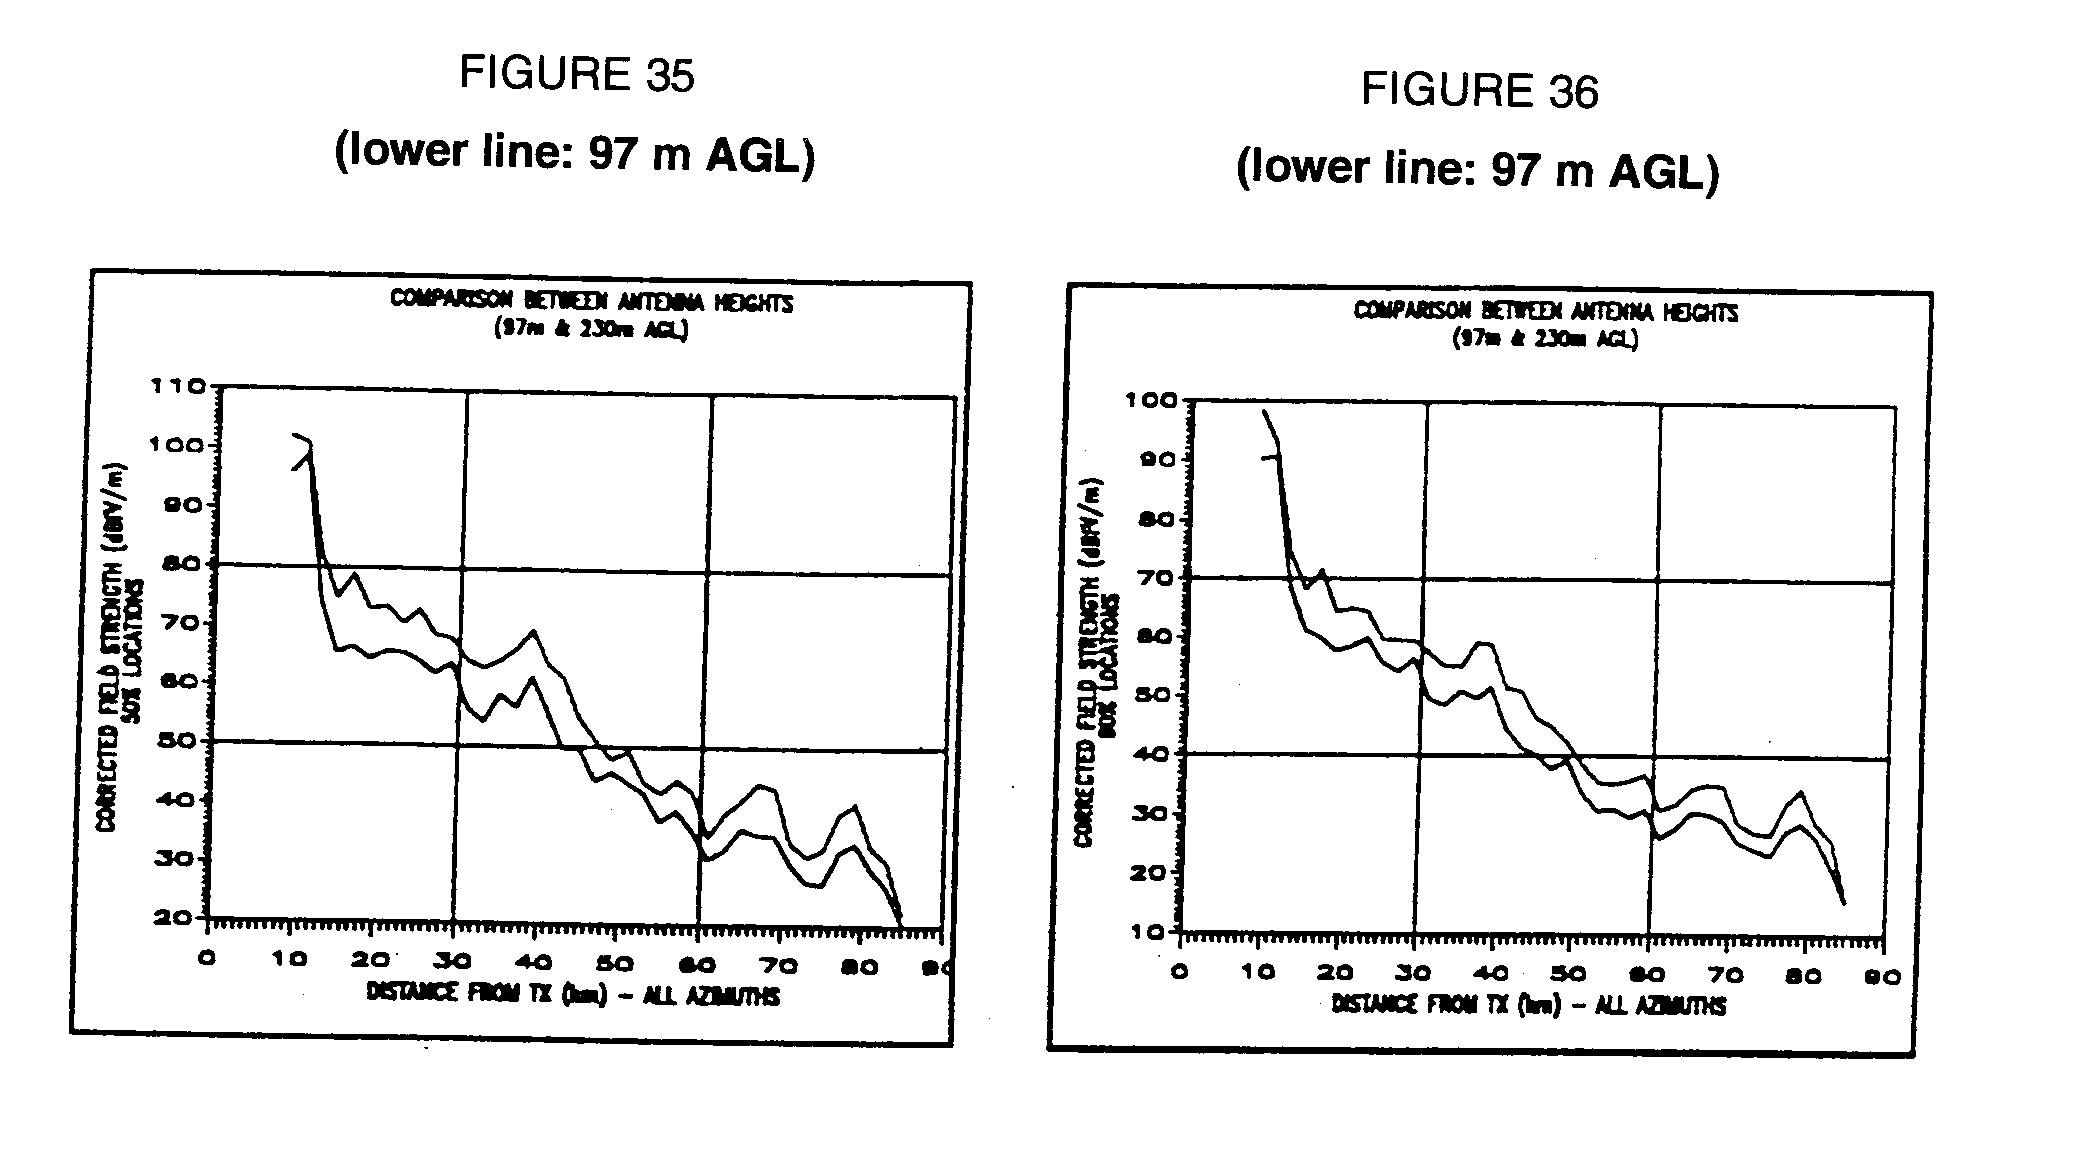 FIGURE 35
(lower line: 97 m AGL)
COMPARISON BETWEEN ANTENNA HEIGHTS
(97m & 230m AGL)
110
100
90
80
70
60
50
40
30
20
CORRECTED FIELD STRENGTH (dBµV/m)
50% LOCATIONS
0 10 20 30 40 50 60 70 80 90
DISTANCE FROM TX (km) - ALL AZIMUTHS
FIGURE 36
(lower line: 97 m AGL)
COMPARISON BETWEEN ANTENNA HEIGHTS
(97m & 230m AGL)
100
90
80
70
60
50
40
30
20
10
CORRECTED FIELD STRENGTH (dBµV/m)
80% LOCATIONS
0 10 20 30 40 50 60 70 80 90
DISTANCE FROM TX (km) - ALL AZIMUTHS